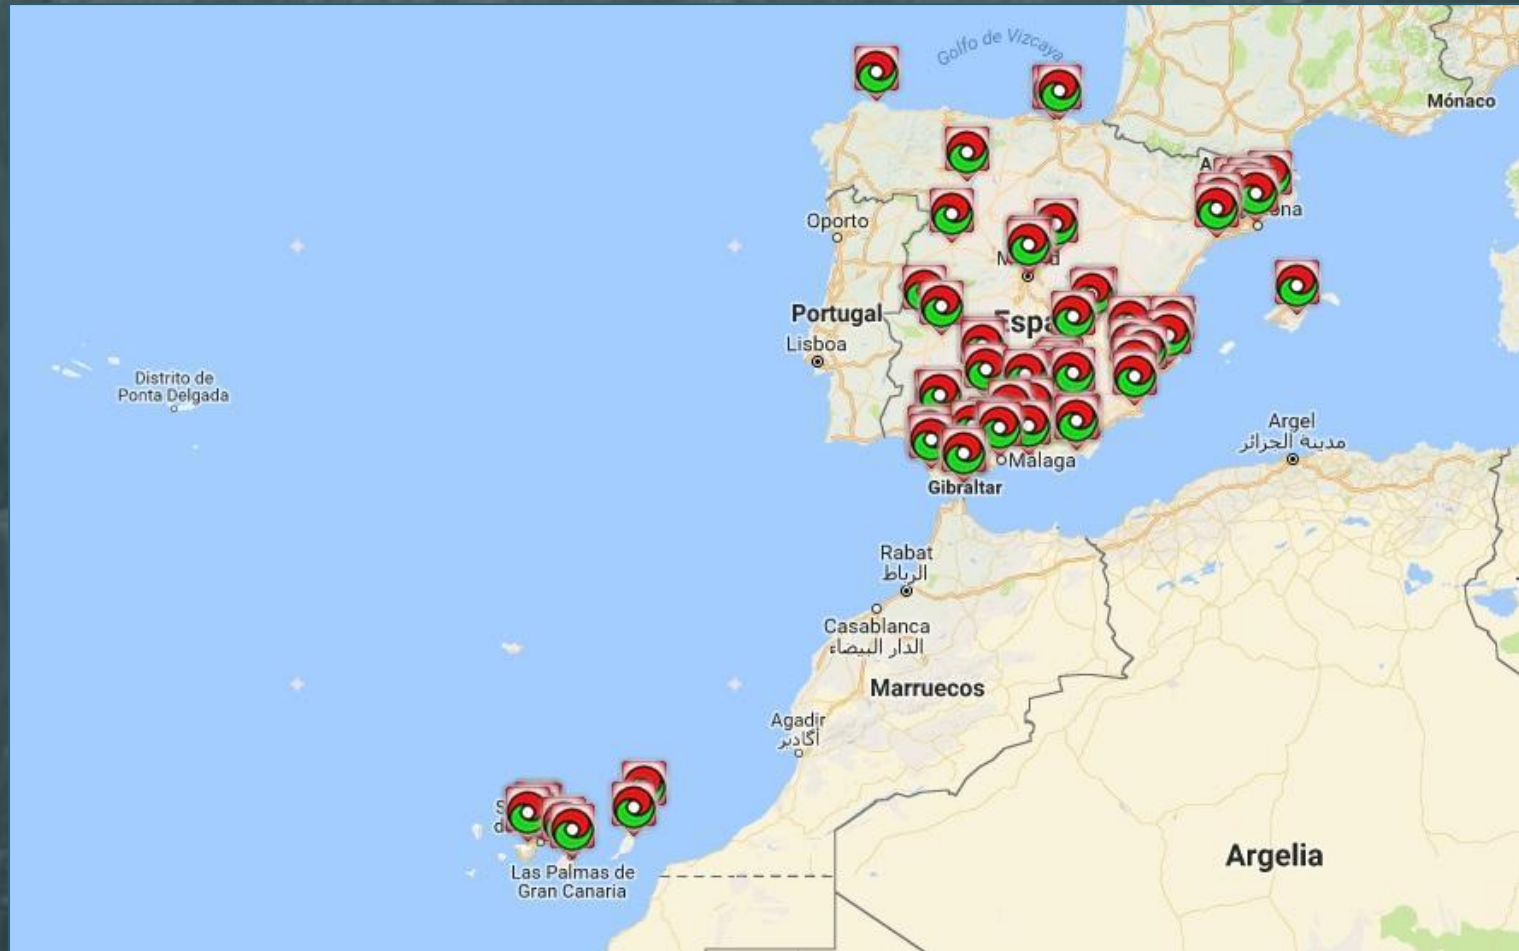 Golfo de Vizcaya
Mónaco
Oporto
Portugal
Lisboa
Distrito de
Ponta Delgada
Málaga
Gibraltar
Argel
مدينة الجزائر
Rabat
الرباط
Casablanca
الدار البيضاء
Marruecos
Agadir
أكادير
Argelia
Las Palmas de
Gran Canaria